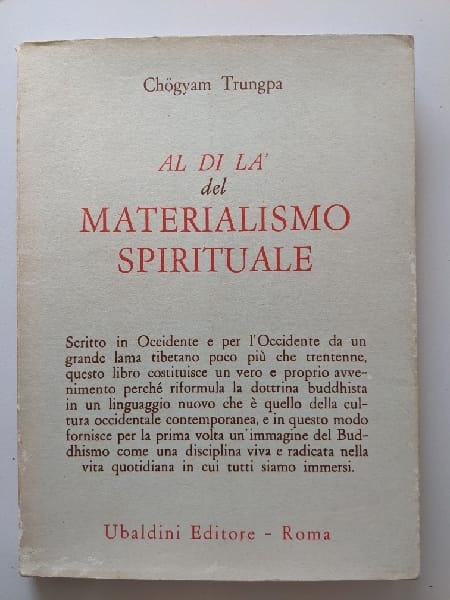 Chögyam Trungpa
AL DI LA'
del
MATERIALISMO
SPIRITUALE
Scritto in Occidente e per l'Occidente da un
grande lama tibetano poco più che trentenne,
questo libro costituisce un vero e proprio avve-
nimento perché riformula la dottrina buddhista
in un linguaggio nuovo che è quello della cul-
tura occidentale contemporanea, e in questo modo
fornisce per la prima volta un'immagine del Bud-
dhismo come una disciplina viva e radicata nella
vita quotidiana in cui tutti siamo immersi.
Ubaldini Editore - Roma